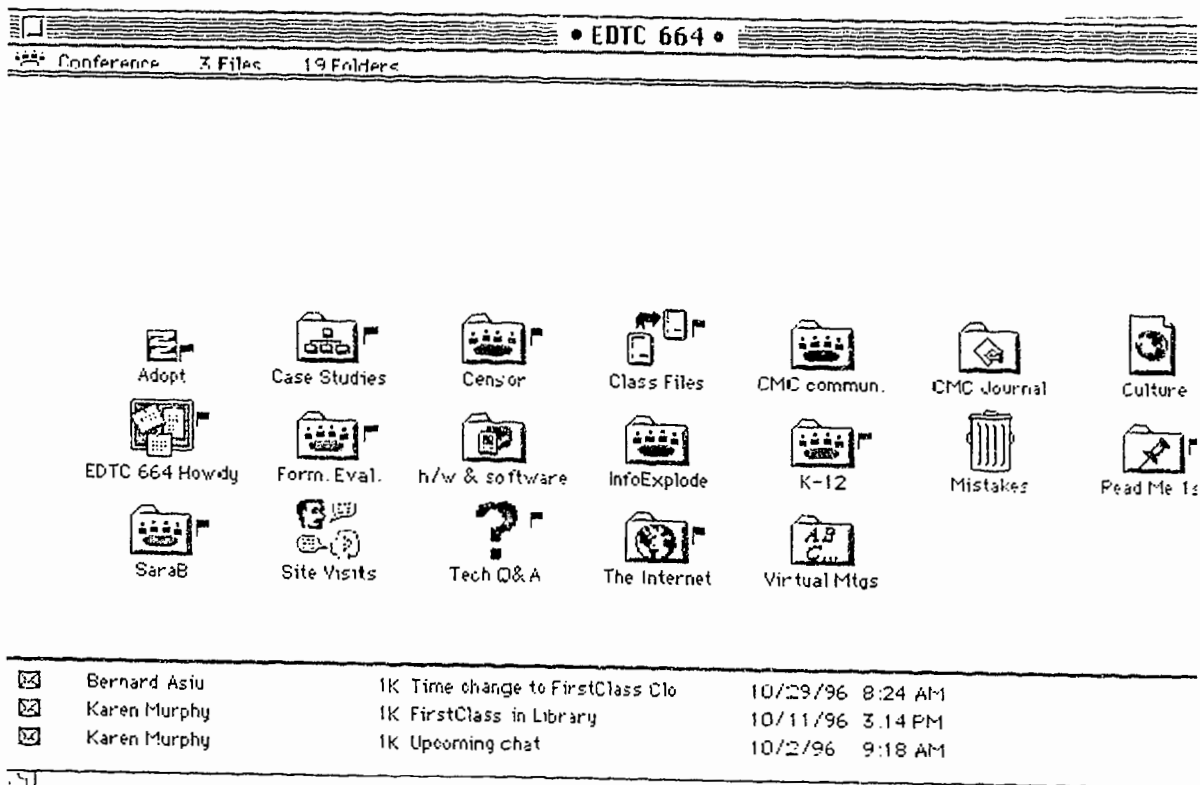 • EDTC 664 •
Conference 3 Files 19 Folders
Adopt Case Studies Censor Class Files CMC commun. CMC Journal Culture
EDTC 664 Howdy Form. Eval. h/w & software InfoExplode K-12 Mistakes Read Me 1s
SaraB Site Visits Tech Q&A The Internet Virtual Mtgs
Bernard Asiu 1K Time change to FirstClass Clo 10/29/96 8:24 AM
Karen Murphy 1K FirstClass in Library 10/11/96 3:14 PM
Karen Murphy 1K Upcoming chat 10/2/96 9:18 AM